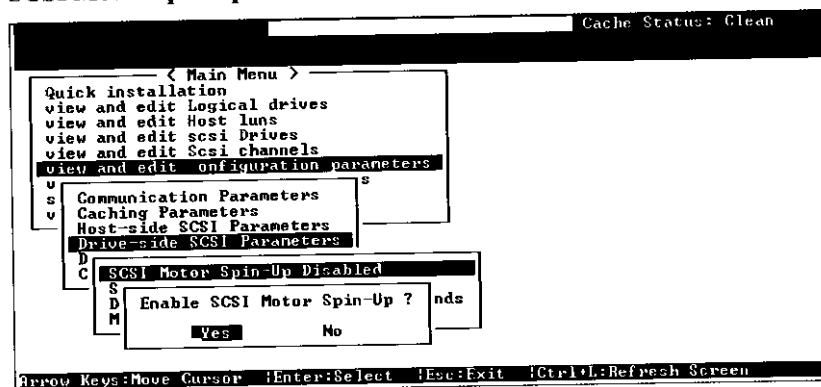 Cache Status: Clean
< Main Menu >
Quick installation
view and edit Logical drives
view and edit Host luns
view and edit scsi Drives
view and edit Scsi channels
view and edit onfiguration parameters
v s
s Communication Parameters
v Caching Parameters
Host-side SCSI Parameters
Drive-side SCSI Parameters
D
C SCSI Motor Spin-Up Disabled
S
D Enable SCSI Motor Spin-Up ? nds
M Yes No
Arrow Keys:Move Cursor |Enter:Select |Esc:Exit |Ctrl+L:Refresh Screen